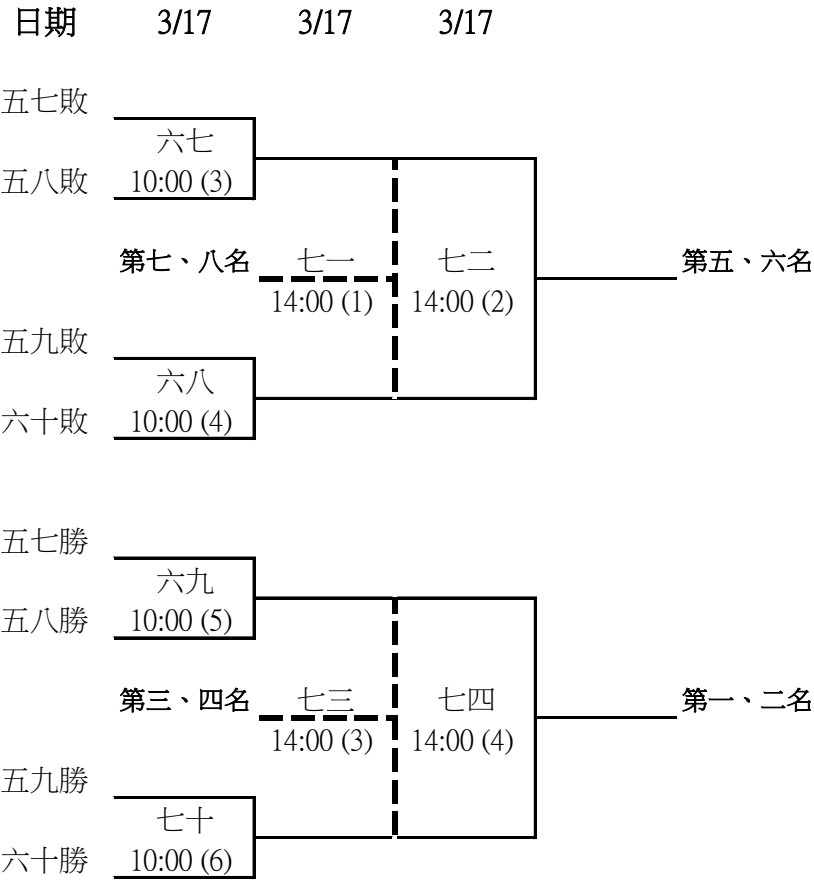 日期 3/17 3/17 3/17
五七敗
六七
五八敗 10:00 (3)
第七、八名 七一 七二 第五、六名
14:00 (1) 14:00 (2)
五九敗
六八
六十敗 10:00 (4)
五七勝
六九
五八勝 10:00 (5)
第三、四名 七三 七四 第一、二名
14:00 (3) 14:00 (4)
五九勝
七十
六十勝 10:00 (6)